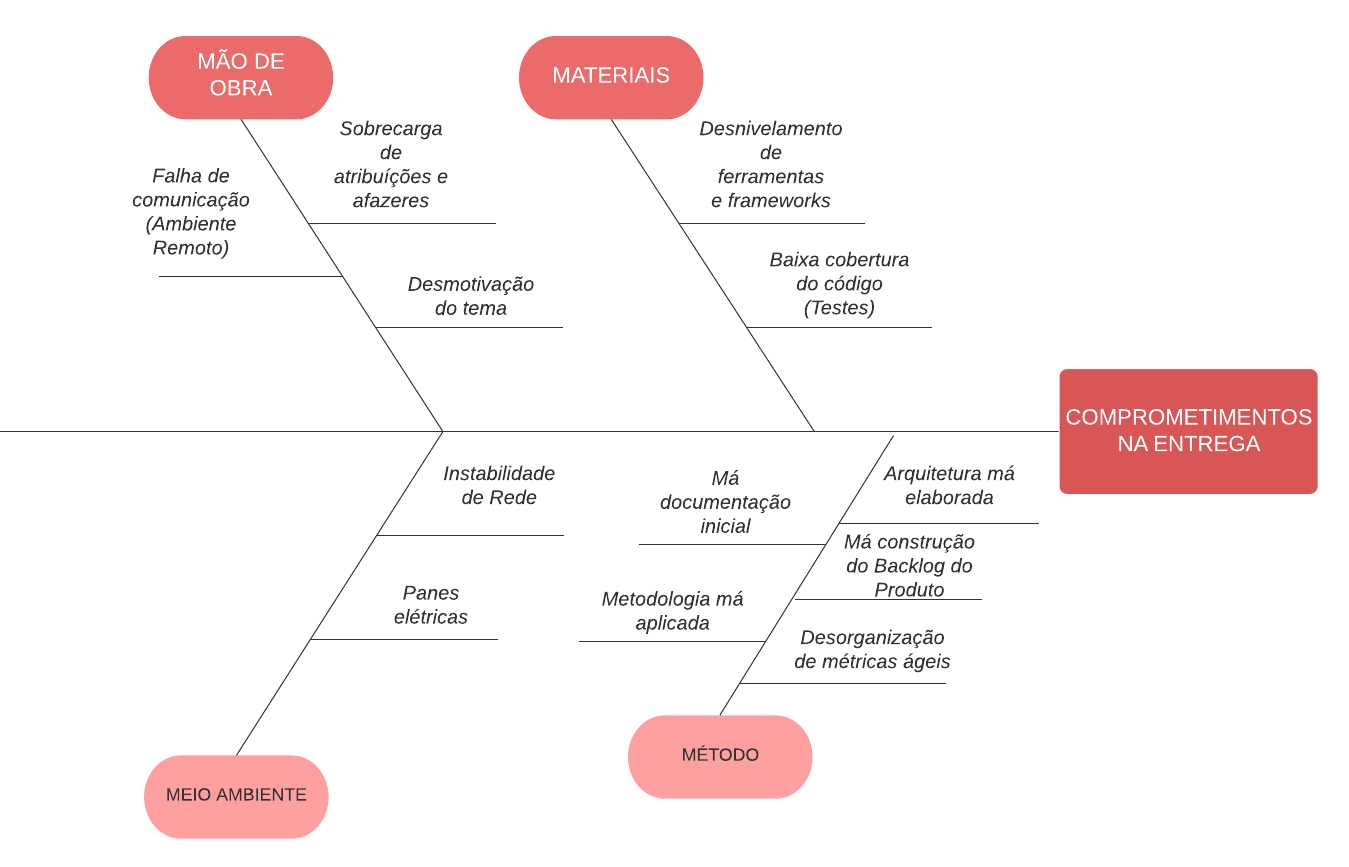 MÃO DE
OBRA
MATERIAIS
Sobrecarga
de
atribuíções e
afazeres
Falha de
comunicação
(Ambiente
Remoto)
Desmotivação
do tema
Desnivelamento
de
ferramentas
e frameworks
Baixa cobertura
do código
(Testes)
COMPROMETIMENTOS
NA ENTREGA
Instabilidade
de Rede
Panes
elétricas
Má
documentação
inicial
Metodologia má
aplicada
Arquitetura má
elaborada
Má construção
do Backlog do
Produto
Desorganização
de métricas ágeis
MEIO AMBIENTE
MÉTODO